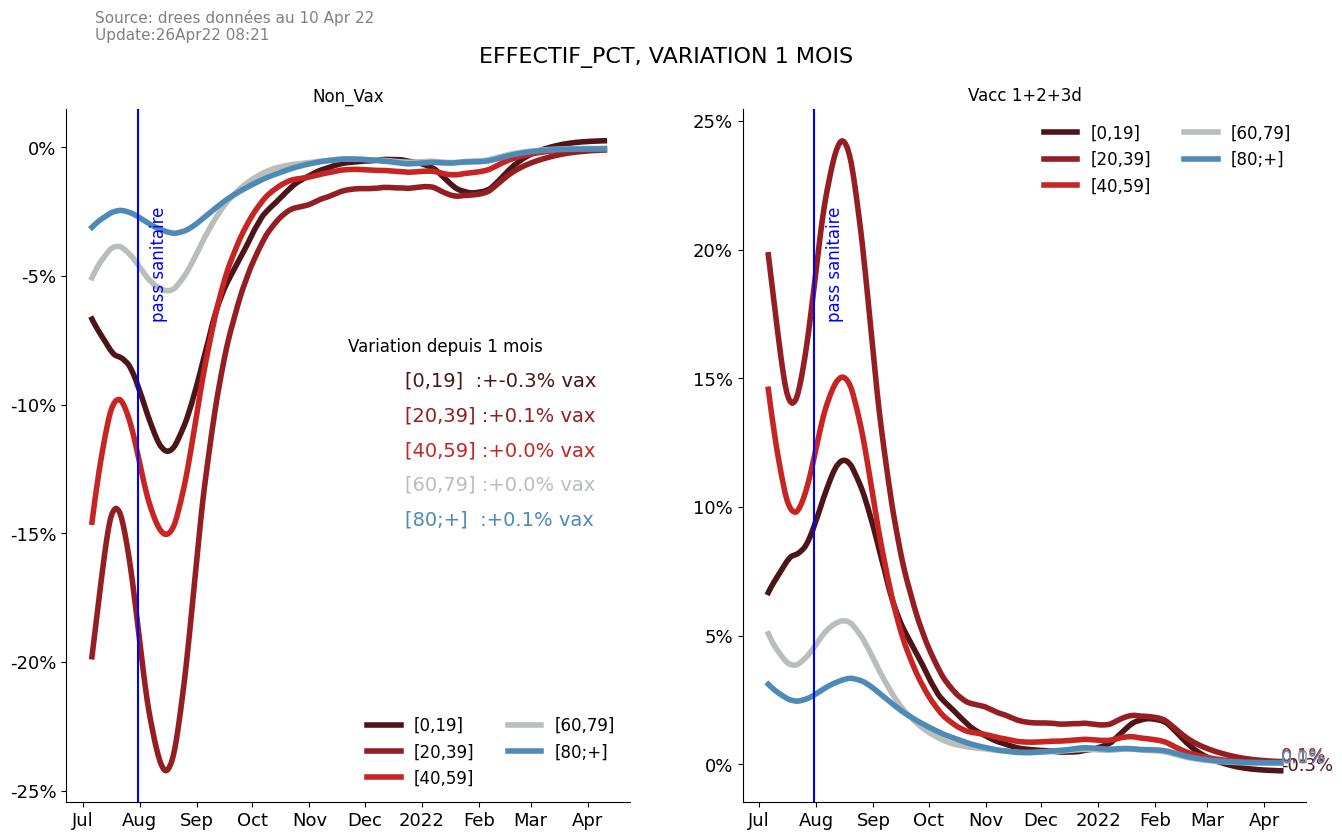 Source: drees données au 10 Apr 22
Update:26Apr22 08:21
EFFECTIF_PCT, VARIATION 1 MOIS
Non_Vax
0%
-5%
-10%
-15%
-20%
-25%
pass sanitaire
Variation depuis 1 mois
[0,19] :+-0.3% vax
[20,39] :+0.1% vax
[40,59] :+0.0% vax
[60,79] :+0.0% vax
[80;+] :+0.1% vax
[0,19] [60,79]
[20,39] [80;+]
[40,59]
Jul Aug Sep Oct Nov Dec 2022 Feb Mar Apr
Vacc 1+2+3d
25%
20%
15%
10%
5%
0%
pass sanitaire
[0,19] [60,79]
[20,39] [80;+]
[40,59]
0.1%
-0.3%
Jul Aug Sep Oct Nov Dec 2022 Feb Mar Apr